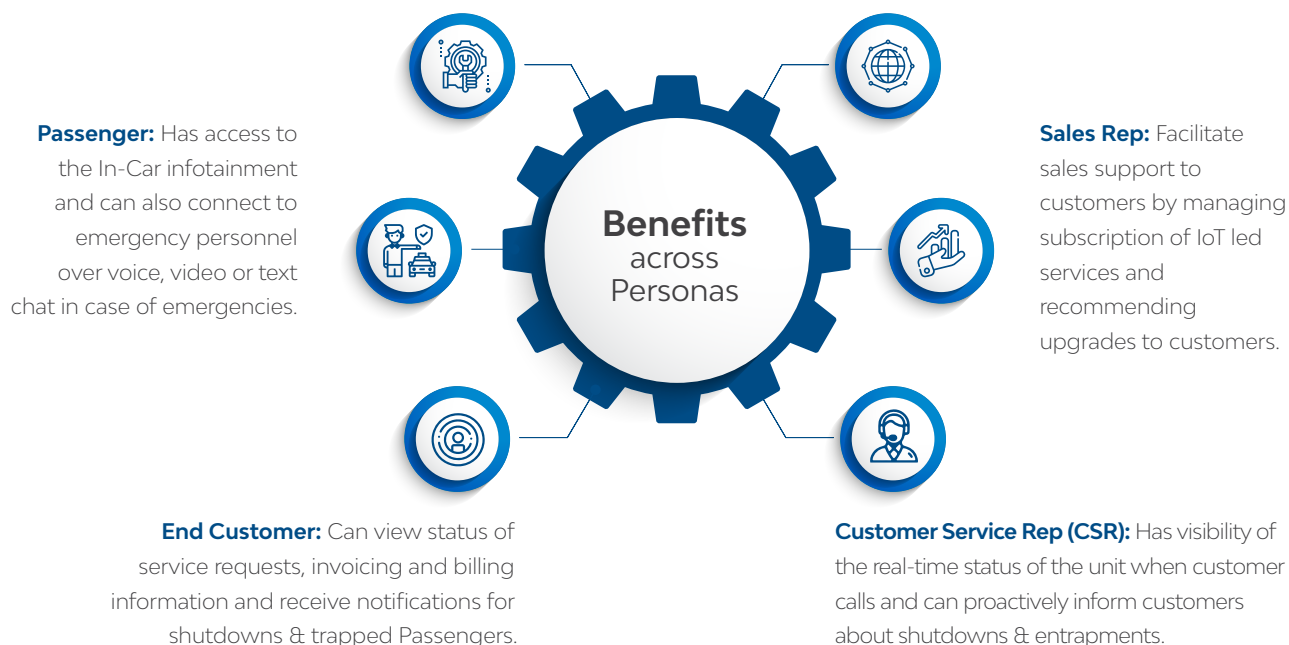 Benefits
across
Personas
Passenger: Has access to
the In-Car infotainment
and can also connect to
emergency personnel
over voice, video or text
chat in case of emergencies.
Sales Rep: Facilitate
sales support to
customers by managing
subscription of IoT led
services and
recommending
upgrades to customers.
End Customer: Can view status of
service requests, invoicing and billing
information and receive notifications for
shutdowns & trapped Passengers.
Customer Service Rep (CSR): Has visibility of
the real-time status of the unit when customer
calls and can proactively inform customers
about shutdowns & entrapments.